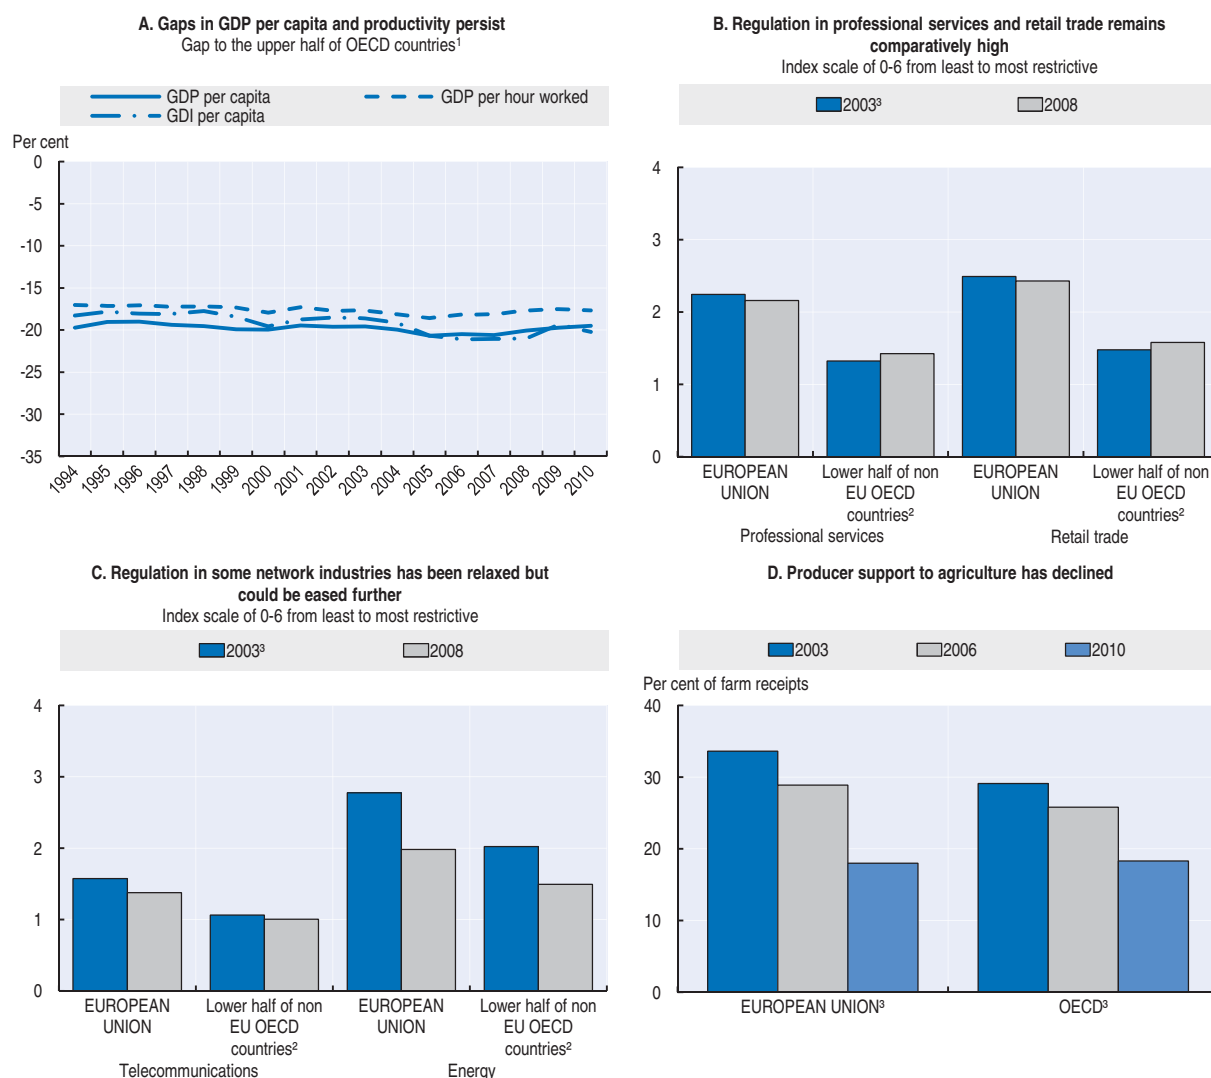 A. Gaps in GDP per capita and productivity persist
Gap to the upper half of OECD countries¹
GDP per capita
GDP per hour worked
GDI per capita
Per cent
0
-5
-10
-15
-20
-25
-30
-35
1994 1995 1996 1997 1998 1999 2000 2001 2002 2003 2004 2005 2006 2007 2008 2009 2010
B. Regulation in professional services and retail trade remains
comparatively high
Index scale of 0-6 from least to most restrictive
2003³
2008
4
3
2
1
0
EUROPEAN
UNION
Lower half of non
EU OECD
countries²
EUROPEAN
UNION
Lower half of non
EU OECD
countries²
Professional services
Retail trade
C. Regulation in some network industries has been relaxed but
could be eased further
Index scale of 0-6 from least to most restrictive
2003³
2008
4
3
2
1
0
EUROPEAN
UNION
Lower half of non
EU OECD
countries²
EUROPEAN
UNION
Lower half of non
EU OECD
countries²
Telecommunications
Energy
D. Producer support to agriculture has declined
2003
2006
2010
Per cent of farm receipts
40
30
20
10
0
EUROPEAN UNION³
OECD³